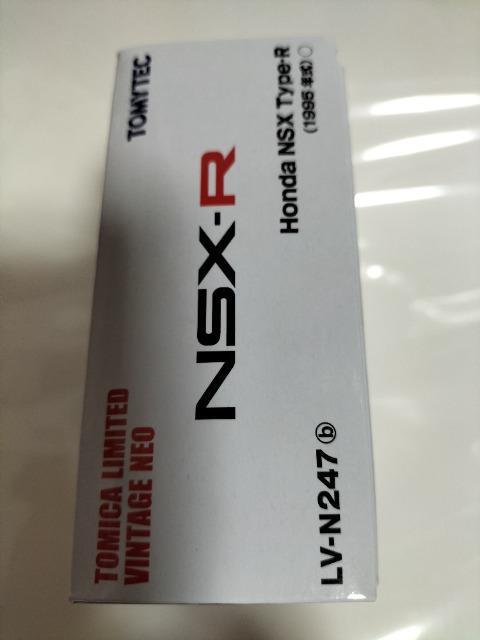 TOMICA LIMITED
VINTAGE NEO
TOMYTEC
NSX-R
Honda NSX Type-R
(1995年式)○
LV-N247 ⓑ